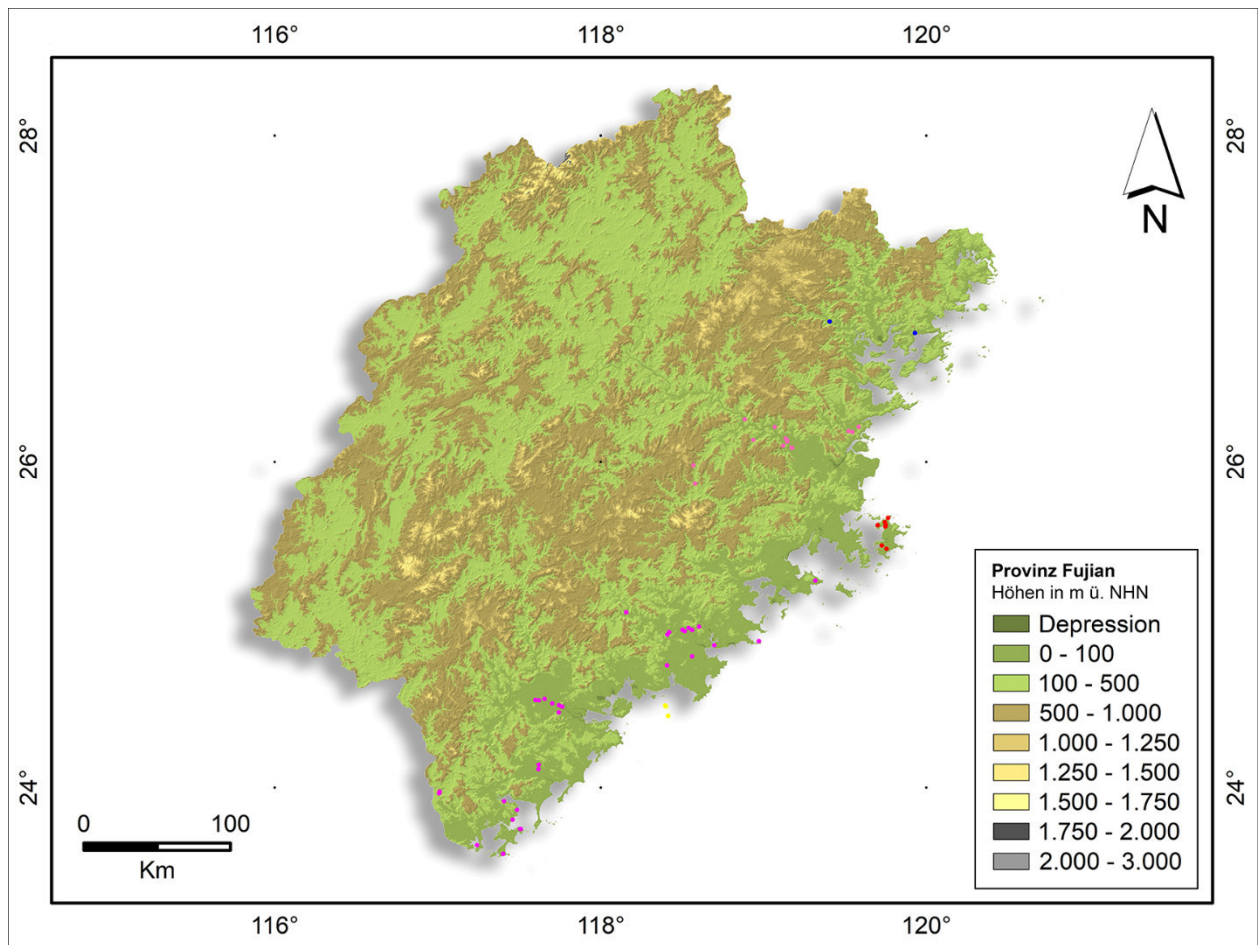 116° 118° 120°
28° 28°
N
26° 26°
Provinz Fujian
Höhen in m ü. NHN
Depression
0 - 100
100 - 500
500 - 1.000
1.000 - 1.250
1.250 - 1.500
1.500 - 1.750
1.750 - 2.000
2.000 - 3.000
24° 24°
0 100
Km
116° 118° 120°